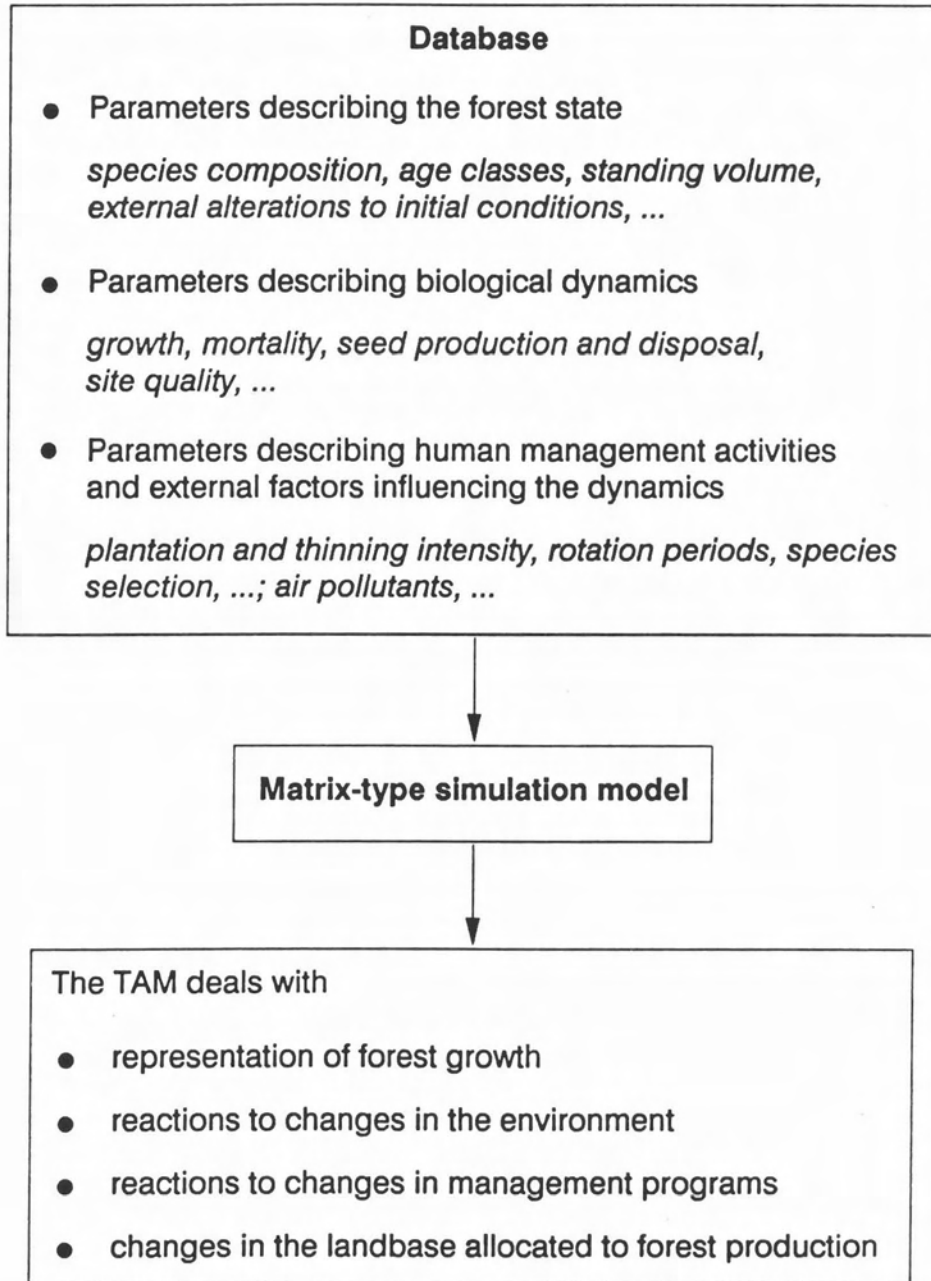 Database
● Parameters describing the forest state
species composition, age classes, standing volume,
external alterations to initial conditions, ...
● Parameters describing biological dynamics
growth, mortality, seed production and disposal,
site quality, ...
● Parameters describing human management activities
and external factors influencing the dynamics
plantation and thinning intensity, rotation periods, species
selection, ...; air pollutants, ...
Matrix-type simulation model
The TAM deals with
● representation of forest growth
● reactions to changes in the environment
● reactions to changes in management programs
● changes in the landbase allocated to forest production